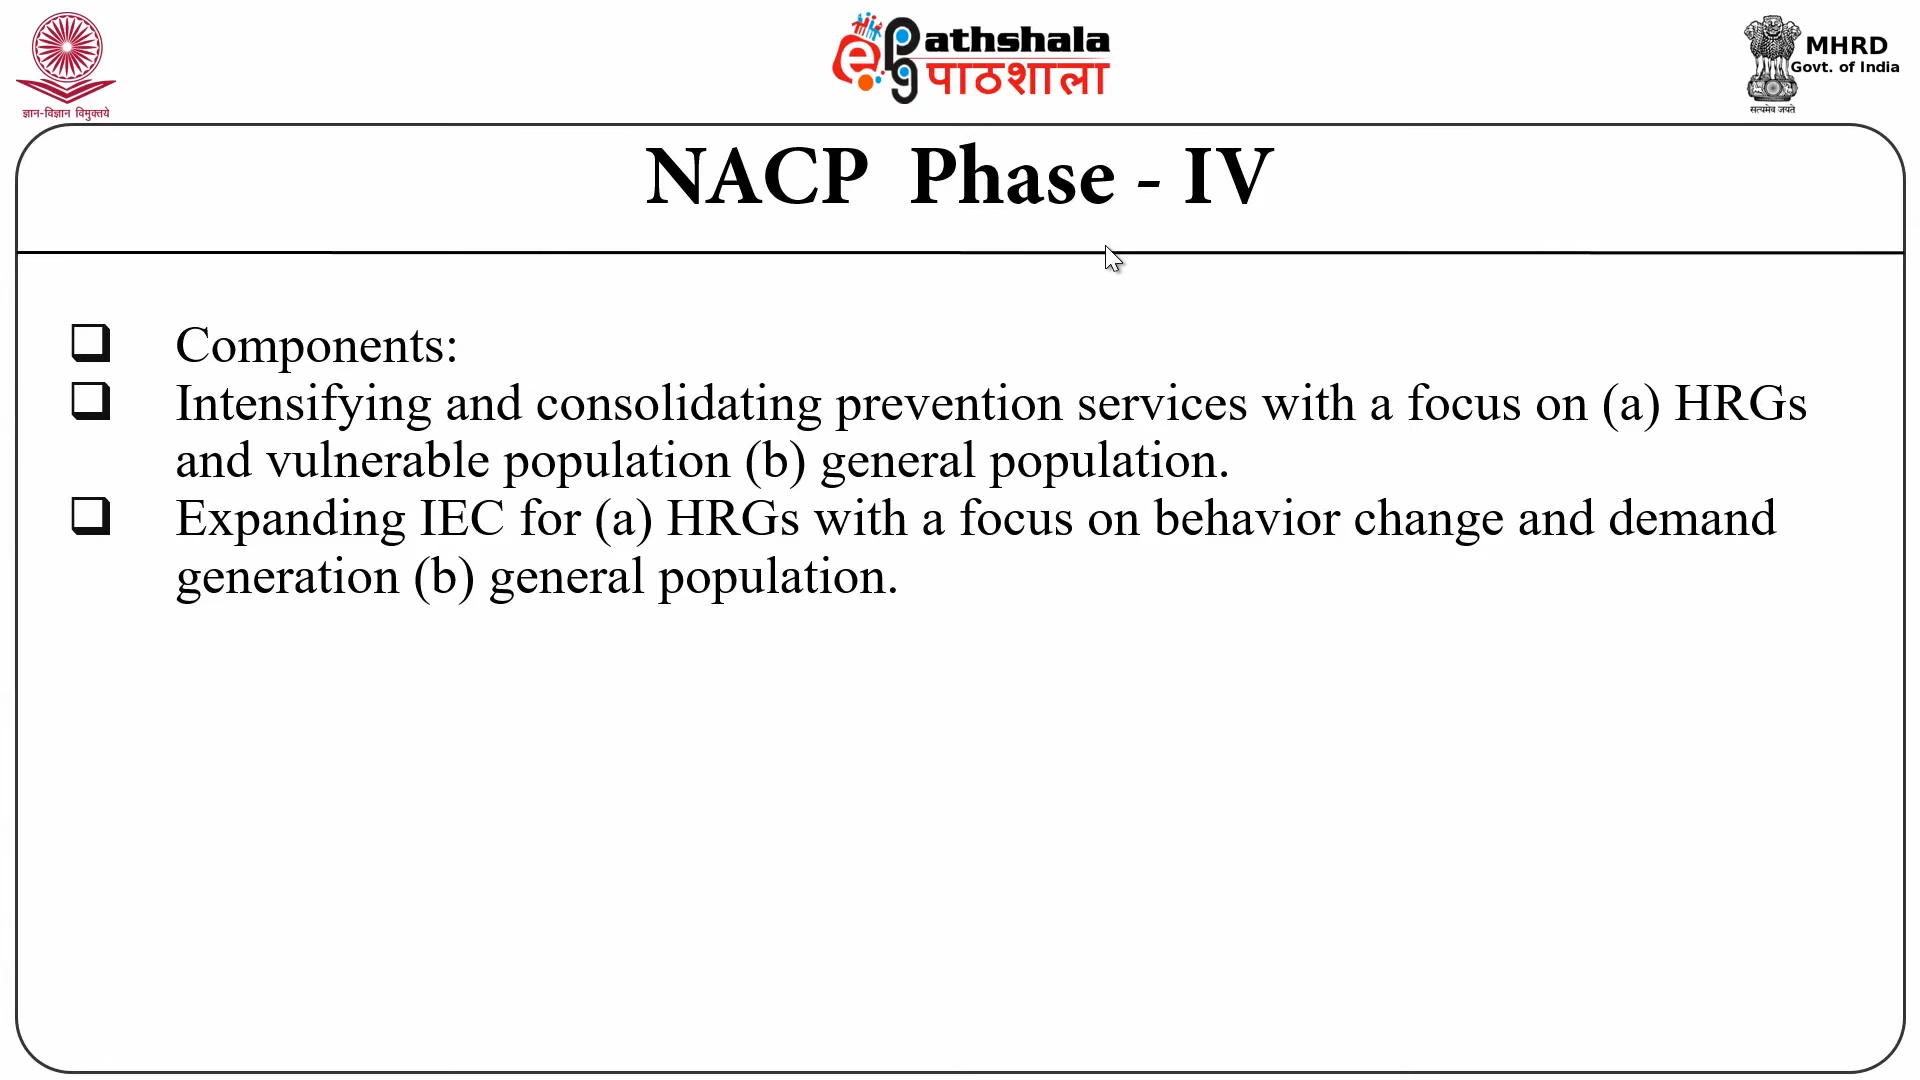 ज्ञान-विज्ञान विमुक्तये
e
pg
Pathshala
पाठशाला
MHRD
Govt. of India
सत्यमेव जयते
NACP Phase - IV
Components:
Intensifying and consolidating prevention services with a focus on (a) HRGs
and vulnerable population (b) general population.
Expanding IEC for (a) HRGs with a focus on behavior change and demand
generation (b) general population.